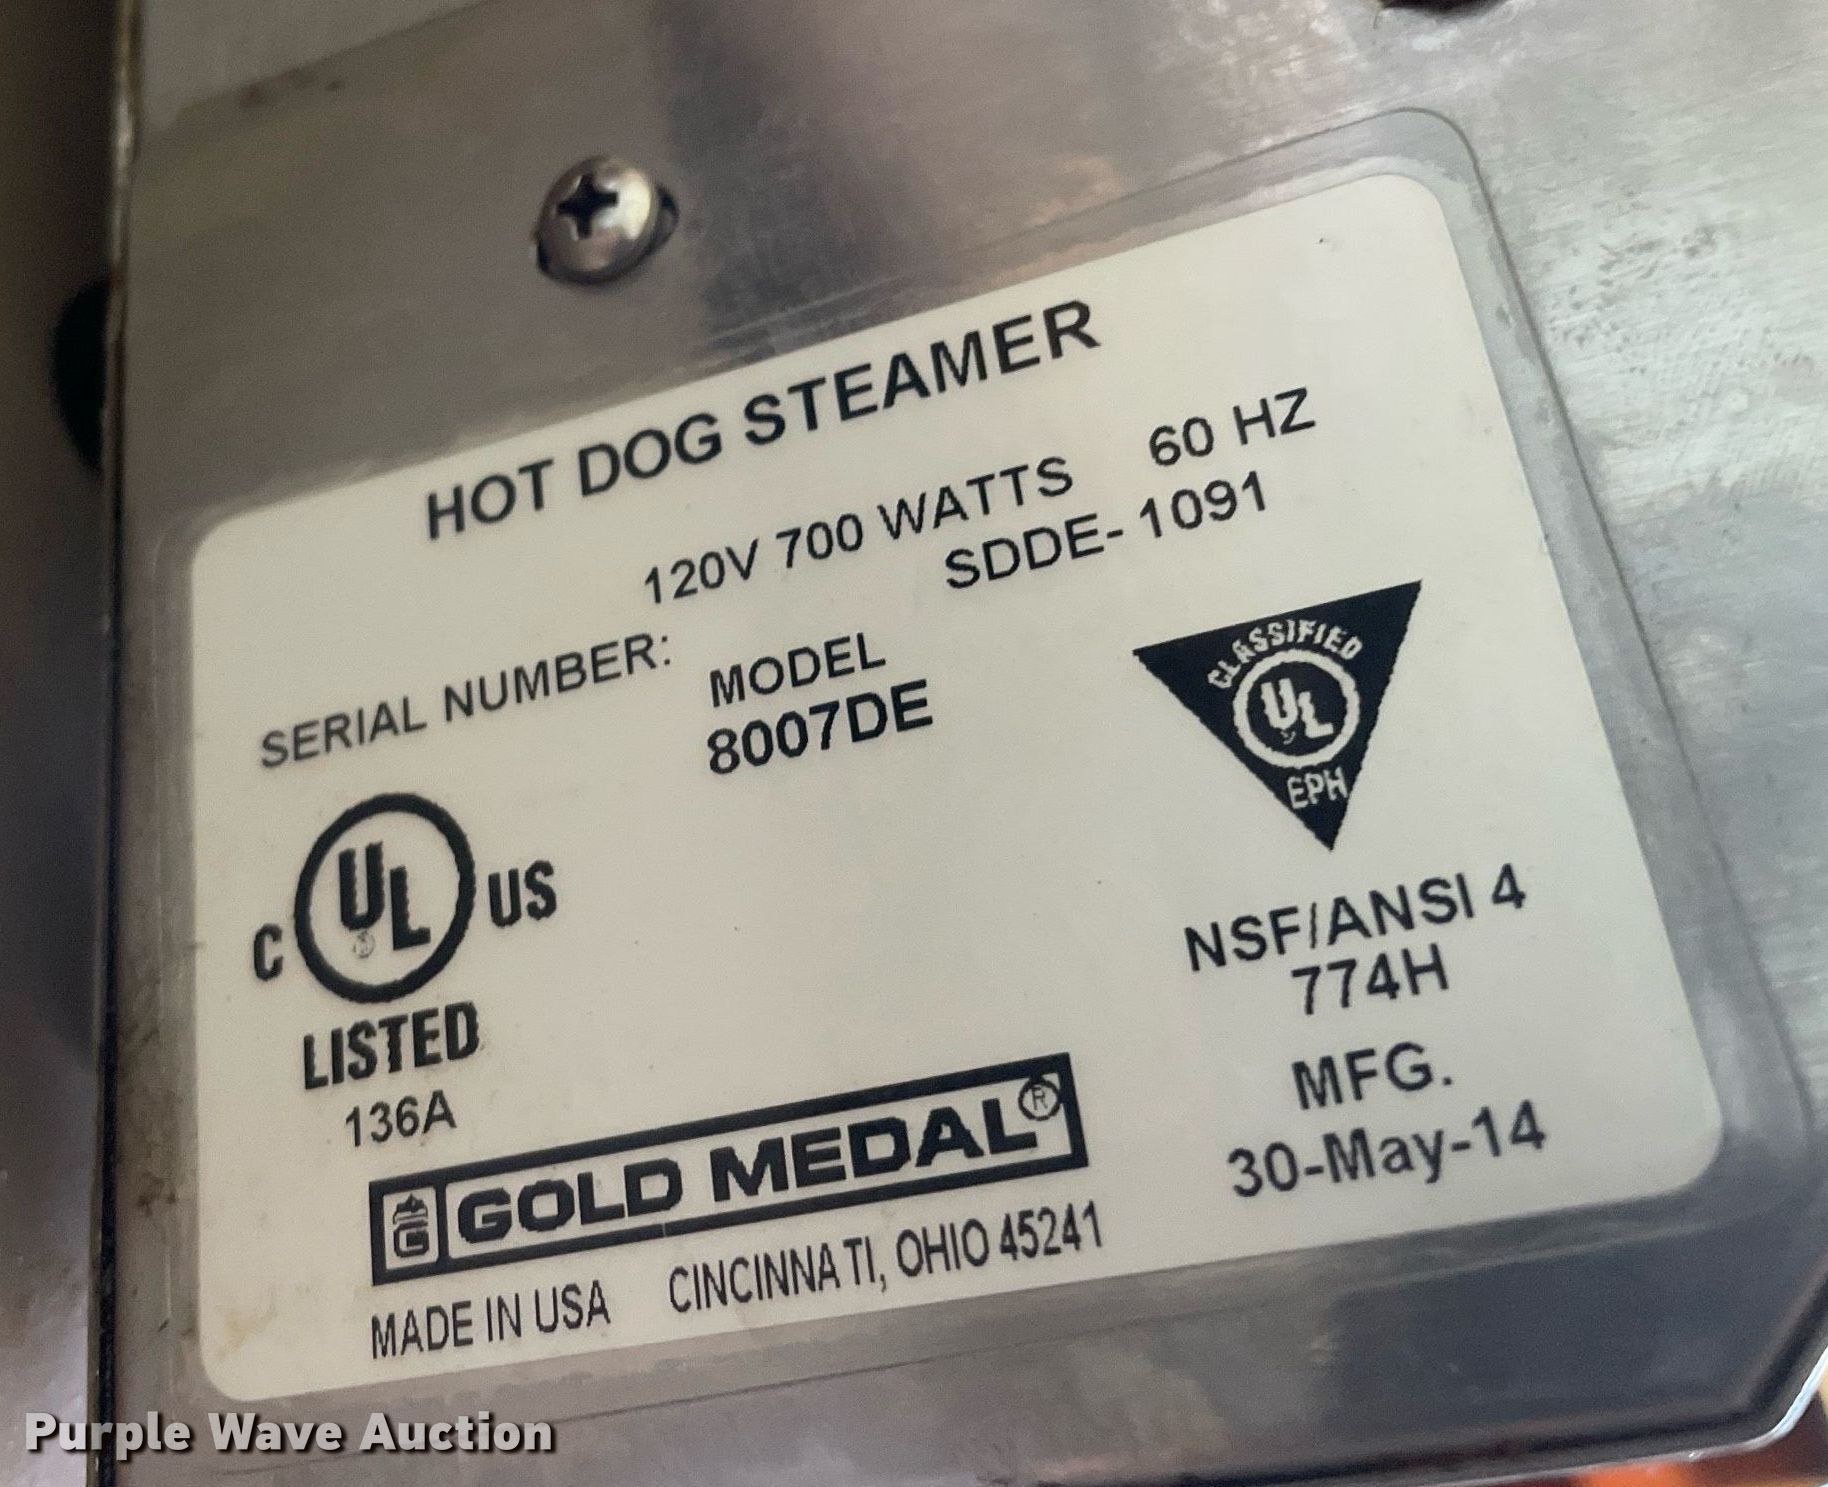 HOT DOG STEAMER
120V 700 WATTS 60 HZ
SERIAL NUMBER: SDDE- 1091
MODEL
8007DE
CLASSIFIED
UL
EPH
C UL US
LISTED
136A
NSF/ANSI 4
774H
MFG.
30-May-14
G GOLD MEDAL®
MADE IN USA CINCINNATI, OHIO 45241
Purple Wave Auction